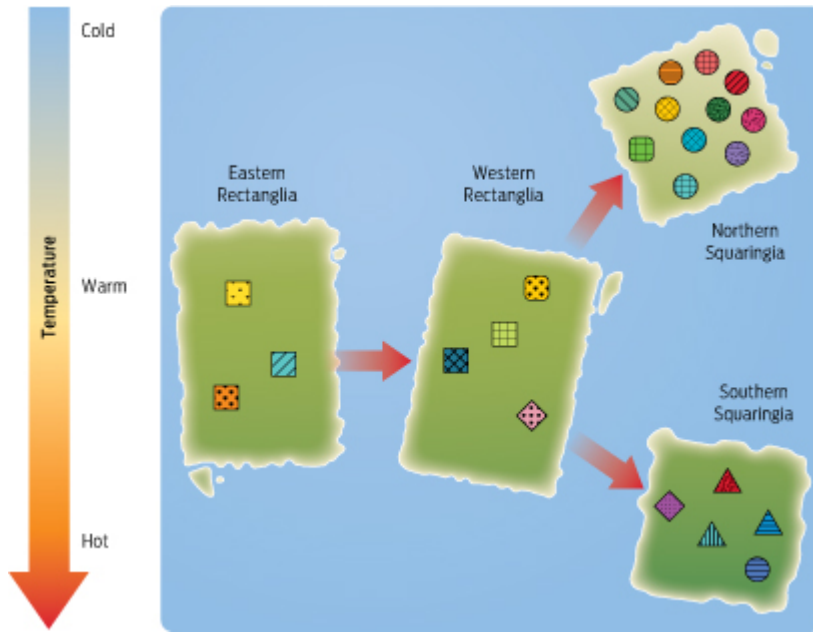 Cold
Eastern
Rectanglia
Western
Rectanglia
Northern
Squaringia
Temperature
Warm
Southern
Squaringia
Hot